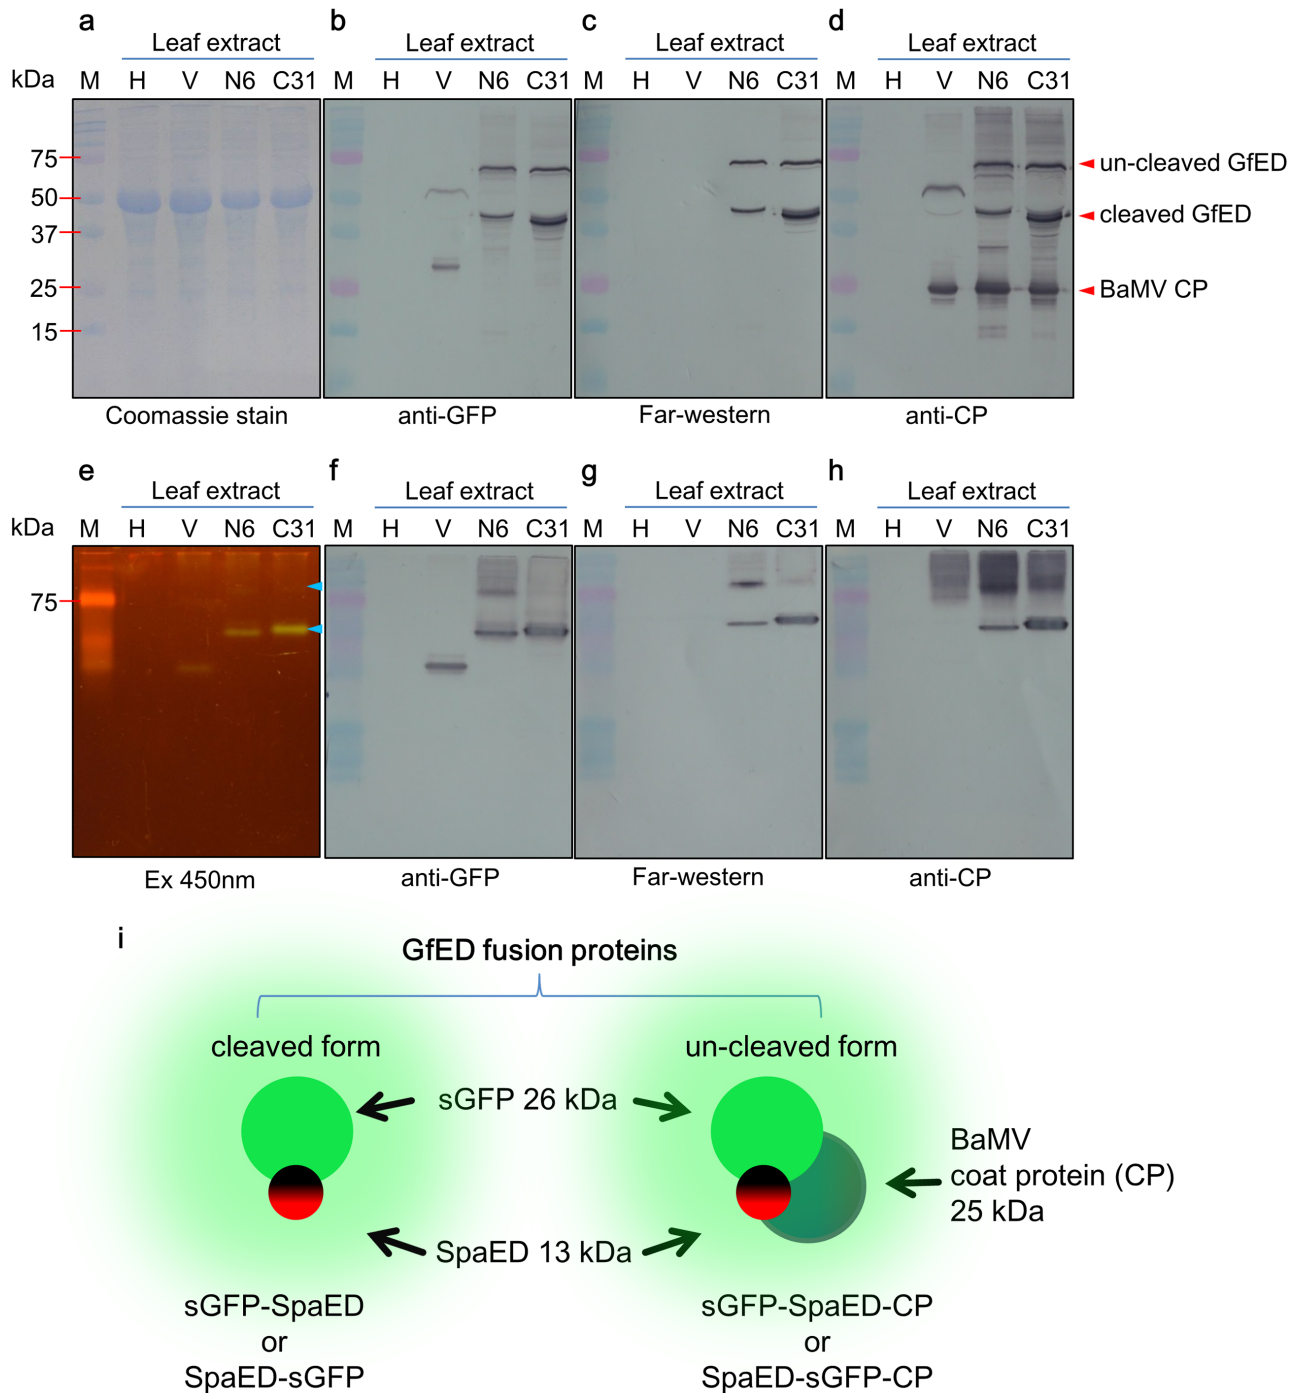 a b c d
Leaf extract Leaf extract Leaf extract Leaf extract
kDa M H V N6 C31 M H V N6 C31 M H V N6 C31 M H V N6 C31
75
50
37
25
15
un-cleaved GfED
cleaved GfED
BaMV CP
Coomassie stain anti-GFP Far-western anti-CP
e f g h
Leaf extract Leaf extract Leaf extract Leaf extract
kDa M H V N6 C31 M H V N6 C31 M H V N6 C31 M H V N6 C31
75
Ex 450nm anti-GFP Far-western anti-CP
i
GfED fusion proteins
cleaved form un-cleaved form
sGFP 26 kDa
BaMV
coat protein (CP)
25 kDa
SpaED 13 kDa
sGFP-SpaED
or
SpaED-sGFP
sGFP-SpaED-CP
or
SpaED-sGFP-CP